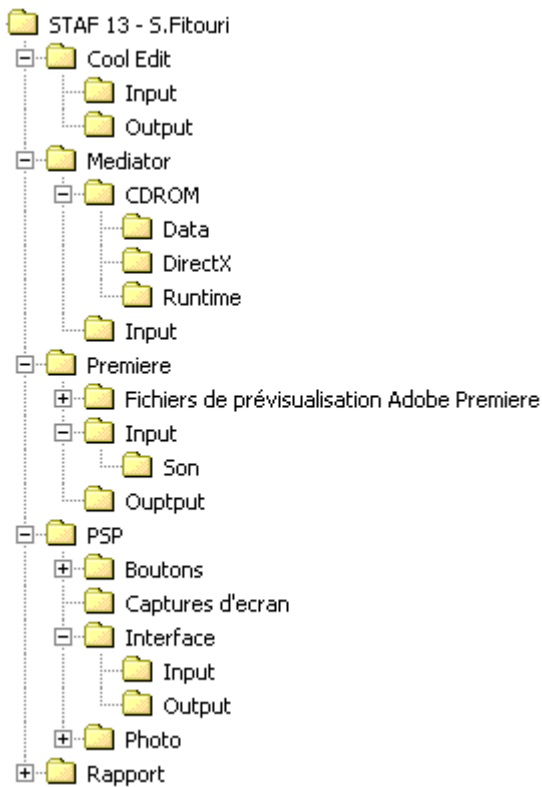 STAF 13 - S.Fitouri
Cool Edit
Input
Output
Mediator
CDROM
Data
DirectX
Runtime
Input
Premiere
Fichiers de prévisualisation Adobe Premiere
Input
Son
Ouptput
PSP
Boutons
Captures d'ecran
Interface
Input
Output
Photo
Rapport